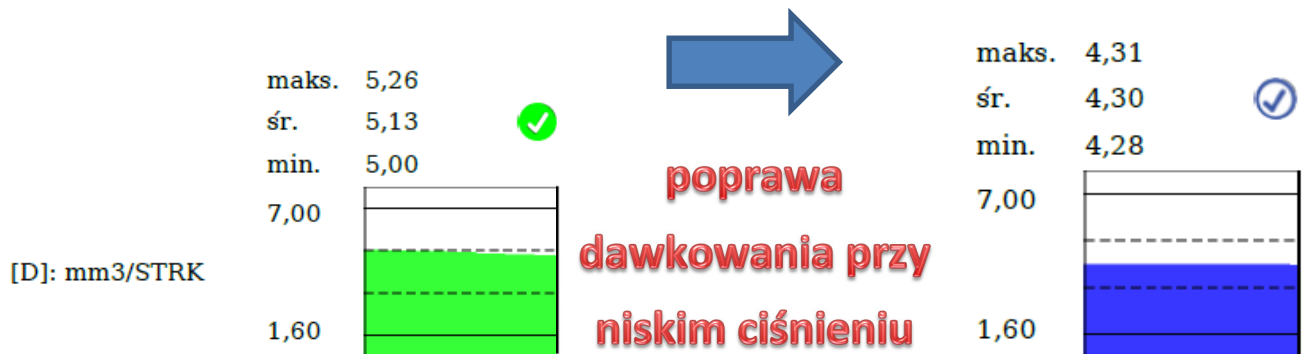 maks. 5,26
śr. 5,13
min. 5,00
7,00
[D]: mm3/STRK
1,60
poprawa
dawkowania przy
niskim ciśnieniu
maks. 4,31
śr. 4,30
min. 4,28
7,00
1,60